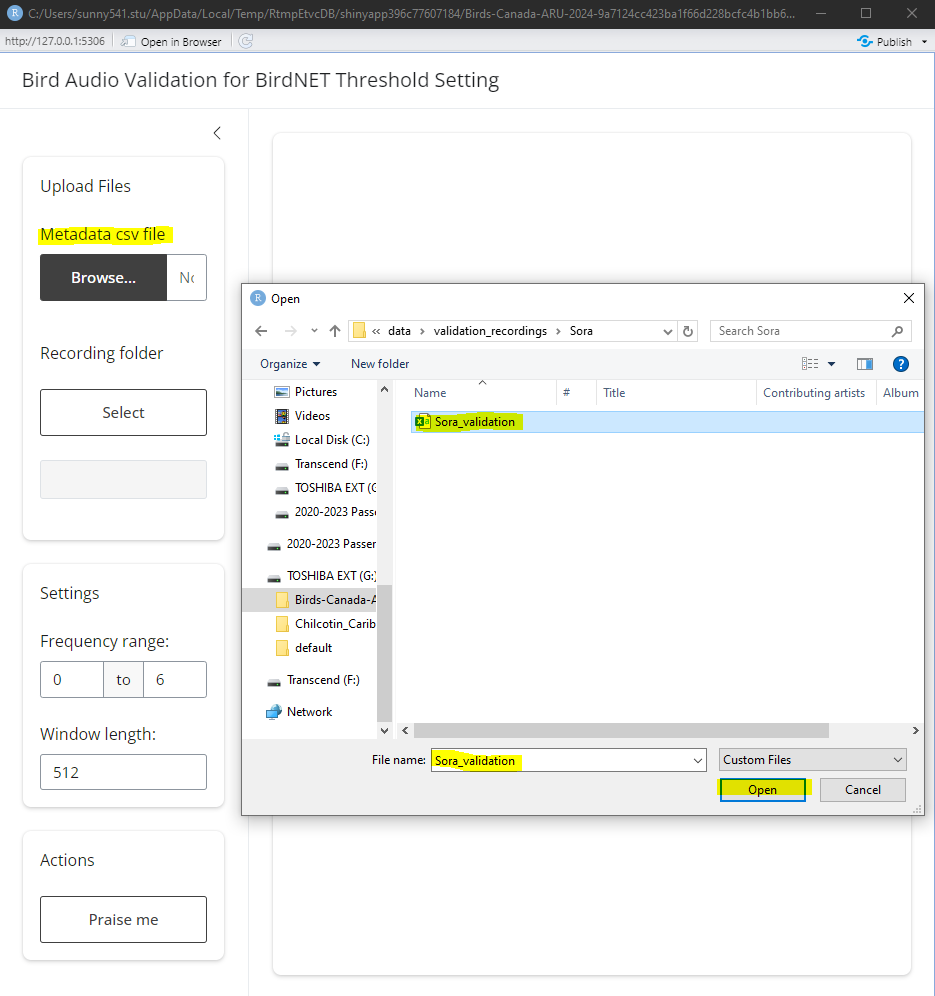 C:/Users/sunny541.stu/AppData/Local/Temp/RtmpEtvcDB/shinyapp396c77607184/Birds-Canada-ARU-2024-9a7124cc423ba1f66d228bcfc4b1bb6...
http://127.0.0.1:5306 Open in Browser Publish
Bird Audio Validation for BirdNET Threshold Setting
Upload Files
Metadata csv file
Browse... No
Recording folder
Select
Settings
Frequency range:
0 to 6
Window length:
512
Actions
Praise me
R Open
« data › validation_recordings › Sora
Search Sora
Organize New folder
Pictures
Videos
Local Disk (C:)
Transcend (F:)
TOSHIBA EXT (G
2020-2023 Passe
2020-2023 Passer
TOSHIBA EXT (G:)
Birds-Canada-A
Chilcotin_Carib
default
Transcend (F:)
Network
Name # Title Contributing artists Album
Sora_validation
File name: Sora_validation Custom Files
Open Cancel